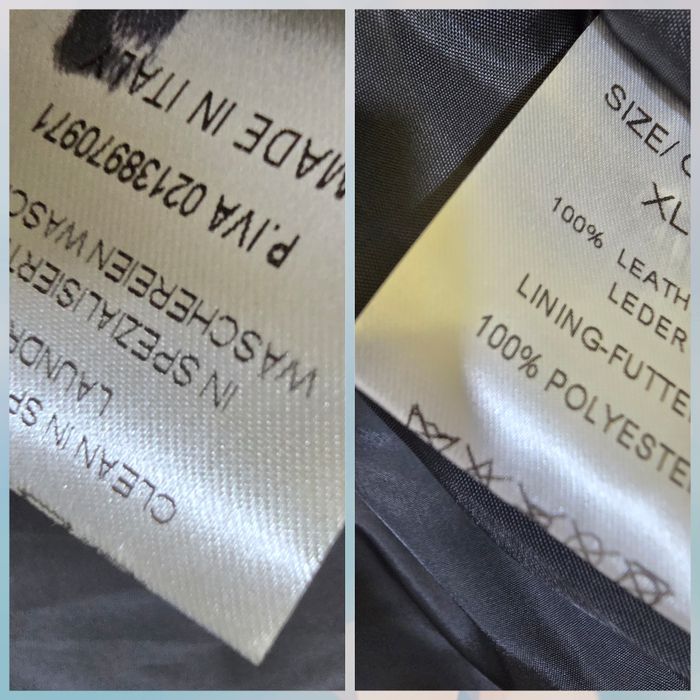 CLEAN IN SP
LAUNDR
IN SPEZIALISIERT
WASCHEREIEN WASC
P.IVA 02138970971
MADE IN ITALY
SIZE/
XL
100% LEATH
LEDER
LINING-FUTTE
100% POLYESTE